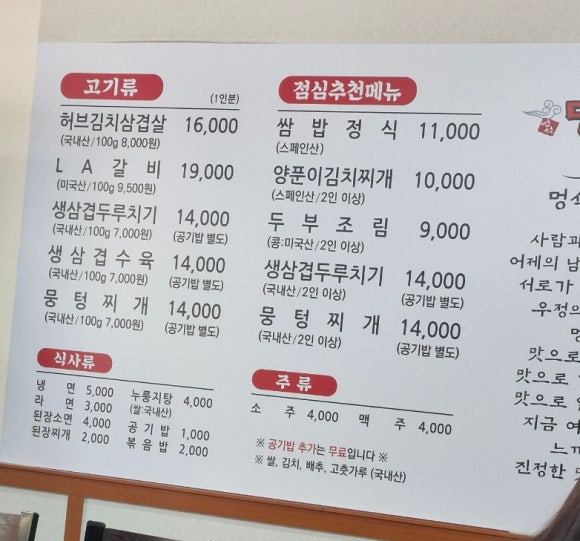 고기류
(1인분)
허브김치삼겹살 16,000
(국내산/100g 8,000원)
LA갈비 19,000
(미국산/100g 9,500원)
생삼겹두루치기 14,000
(국내산/100g 7,000원) (공기밥 별도)
생삼겹수육 14,000
(국내산/100g 7,000원) (공기밥 별도)
뭉텅찌개 14,000
(국내산/100g 7,000원) (공기밥 별도)
식사류
냉면 5,000
라면 3,000
된장소면 4,000
된장찌개 2,000
누룽지탕 4,000
(쌀:국내산)
공기밥 1,000
볶음밥 2,000
점심추천메뉴
쌈밥정식 11,000
(스페인산)
양푼이김치찌개 10,000
(스페인산/2인 이상)
두부조림 9,000
(콩:미국산/2인 이상)
생삼겹두루치기 14,000
(국내산/2인 이상) (공기밥 별도)
뭉텅찌개 14,000
(국내산/2인 이상) (공기밥 별도)
주류
소주 4,000 맥주 4,000
※ 공기밥 추가는 무료입니다 ※
※ 쌀, 김치, 배추, 고춧가루 (국내산)
사람과
어제의 남
서로가
우정의
맛으로
맛으로
맛으로
지금 여
느끼
진정한